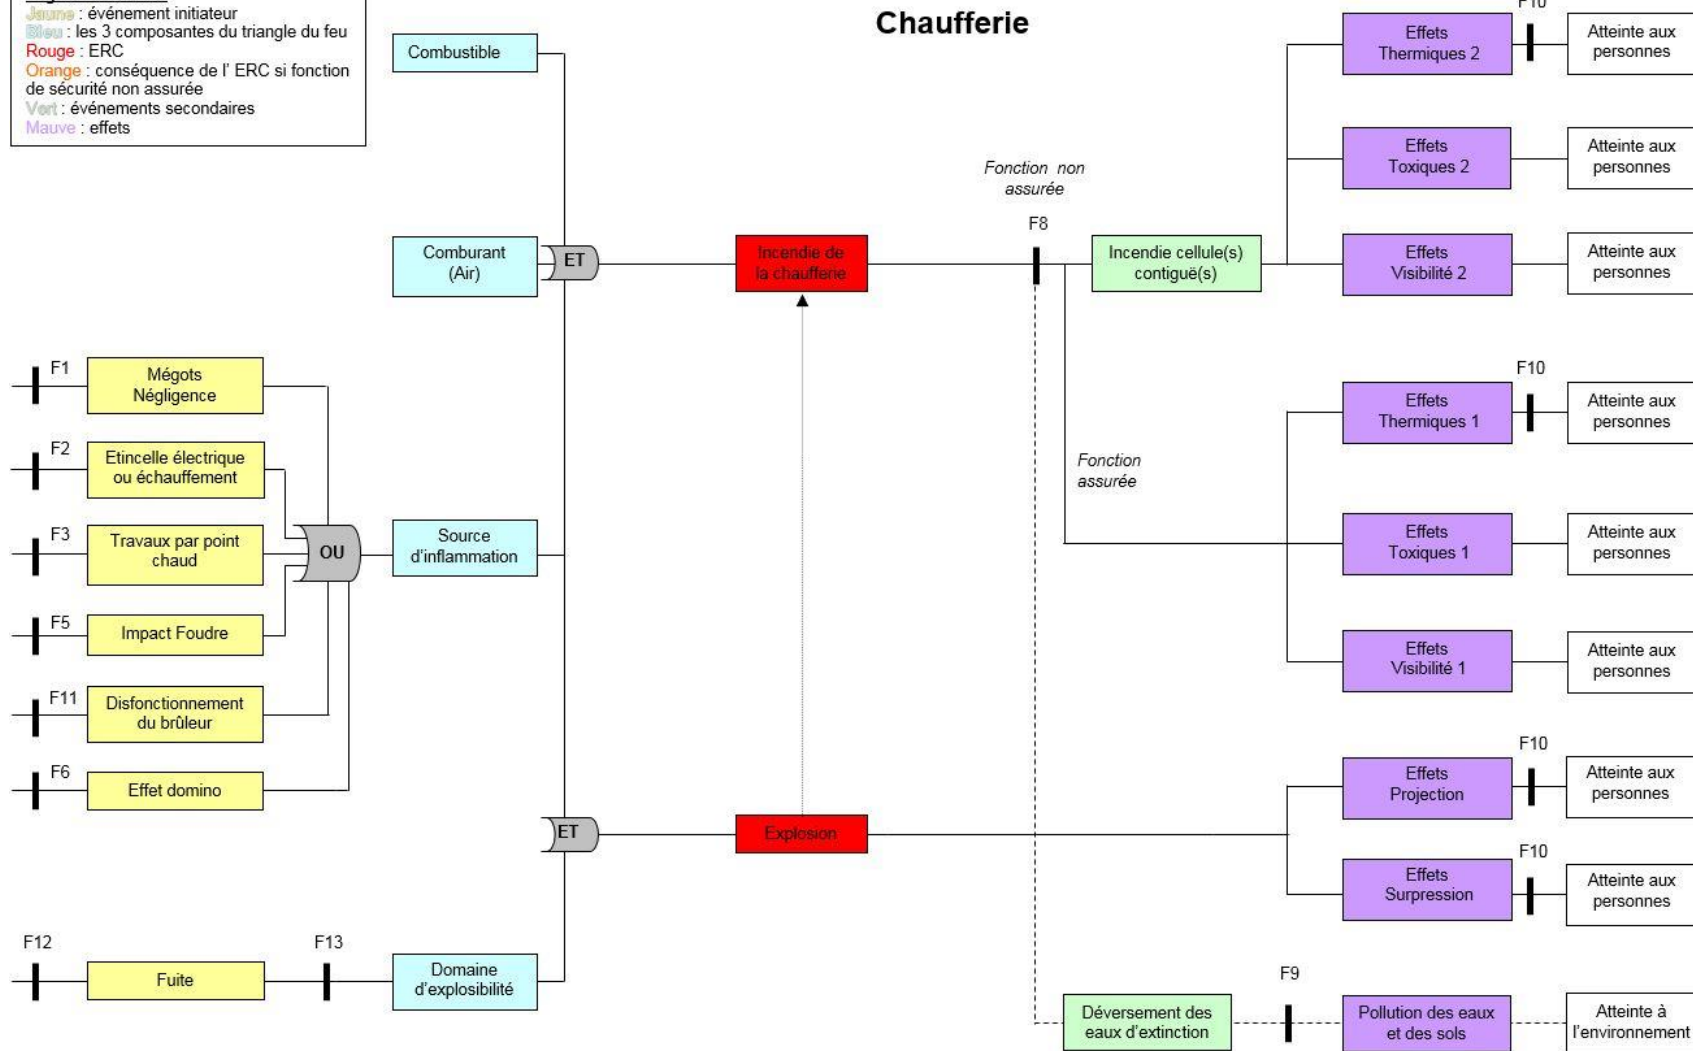 Chaufferie
Jaune : événement initiateur
Bleu : les 3 composantes du triangle du feu
Rouge : ERC
Orange : conséquence de l' ERC si fonction
de sécurité non assurée
Vert : événements secondaires
Mauve : effets
Combustible
Comburant
(Air)
ET
F1
Mégots
Négligence
F2
Etincelle électrique
ou échauffement
F3
Travaux par point
chaud
F5
Impact Foudre
F11
Disfonctionnement
du brûleur
F6
Effet domino
OU
Source
d'inflammation
ET
F12
Fuite
F13
Domaine
d'explosibilité
Incendie de
la chaufferie
Explosion
Fonction non
assurée
F8
Incendie cellule(s)
contiguë(s)
Fonction
assurée
Effets
Thermiques 2
F10
Atteinte aux
personnes
Effets
Toxiques 2
Atteinte aux
personnes
Effets
Visibilité 2
Atteinte aux
personnes
Effets
Thermiques 1
F10
Atteinte aux
personnes
Effets
Toxiques 1
Atteinte aux
personnes
Effets
Visibilité 1
Atteinte aux
personnes
Effets
Projection
F10
Atteinte aux
personnes
Effets
Surpression
F10
Atteinte aux
personnes
Déversement des
eaux d'extinction
F9
Pollution des eaux
et des sols
Atteinte à
l'environnement